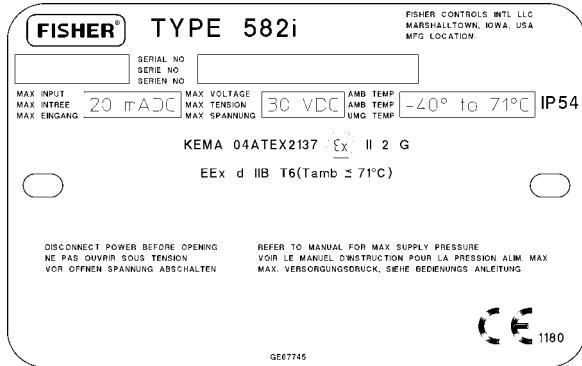 FISHER® TYPE 582i
FISHER CONTROLS INTL LLC
MARSHALLTOWN, IOWA, USA
MFG LOCATION:
SERIAL NO
SERIE NO
SERIEN NO
MAX INPUT
MAX INTREE
MAX EINGANG
20 mADC
MAX VOLTAGE
MAX TENSION
MAX SPANNUNG
30 VDC
AMB TEMP
AMB TEMP
UMG TEMP
-40° to 71°C
IP54
KEMA 04ATEX2137 Ex II 2 G
EEx d IIB T6(Tamb ≤ 71°C)
DISCONNECT POWER BEFORE OPENING
NE PAS OUVRIR SOUS TENSION
VOR OFFNEN SPANNUNG ABSCHALTEN
REFER TO MANUAL FOR MAX SUPPLY PRESSURE
VOIR LE MANUEL D'INSTRUCTION POUR LA PRESSION ALIM. MAX
MAX. VERSORGUNGSDRUCK, SIEHE BEDIENUNGS ANLEITUNG
CE 1180
GE07745